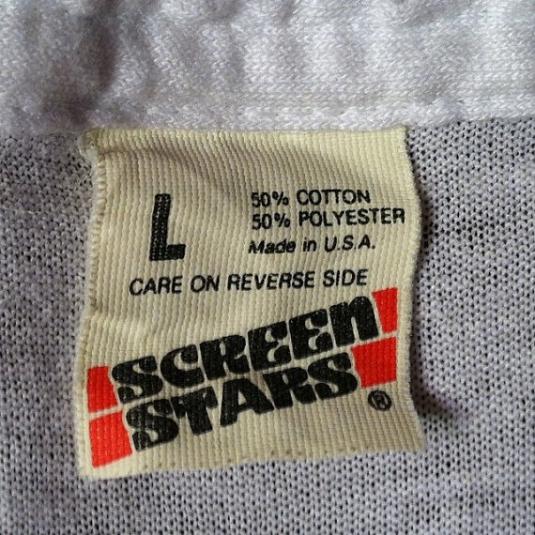 L
50% COTTON
50% POLYESTER
Made in U.S.A.
CARE ON REVERSE SIDE
SCREEN
STARS
®